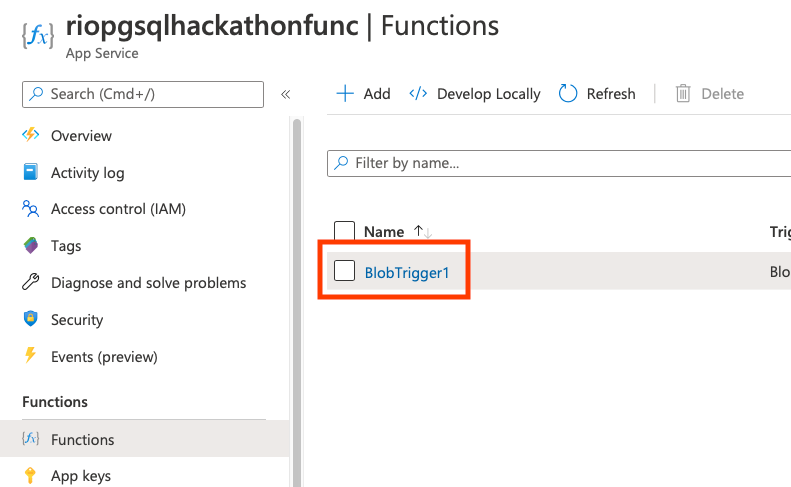 riopgsqlhackathonfunc | Functions
App Service
Search (Cmd+/)
«
Add
Develop Locally
Refresh
Delete
Overview
Activity log
Access control (IAM)
Tags
Diagnose and solve problems
Security
Events (preview)
Functions
Functions
App keys
Filter by name...
Name ↑↓
Trig
BlobTrigger1
Blo